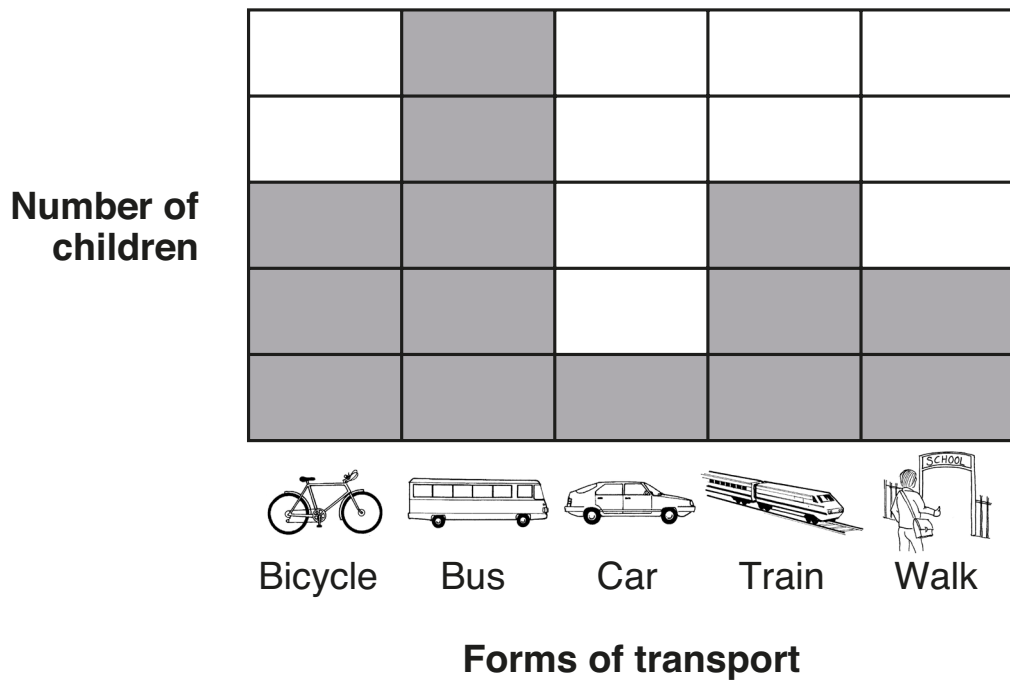 Number of
children
SCHOOL
Bicycle
Bus
Car
Train
Walk
Forms of transport